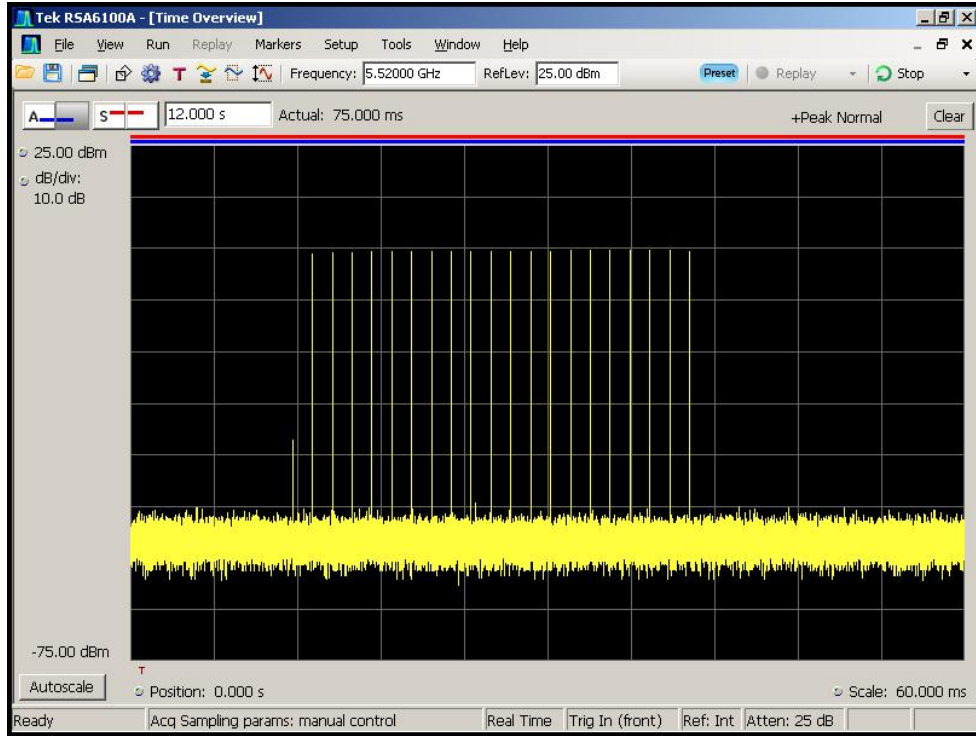 Tek RSA6100A - [Time Overview]
File View Run Replay Markers Setup Tools Window Help
T Frequency: 5.52000 GHz RefLev: 25.00 dBm Preset Replay Stop
A S 12.000 s Actual: 75.000 ms +Peak Normal Clear
25.00 dBm
dB/div:
10.0 dB
-75.00 dBm
T
Autoscale Position: 0.000 s Scale: 60.000 ms
Ready Acq Sampling params: manual control Real Time Trig In (front) Ref: Int Atten: 25 dB